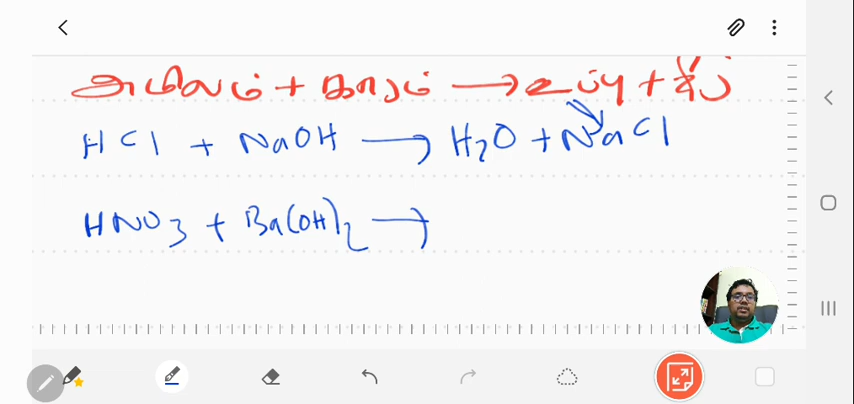 அமிலம் + காரம் → உப்பு + நீர்
HCl + NaOH → H₂O + NaCl
HNO₃ + Ba(OH)₂ →